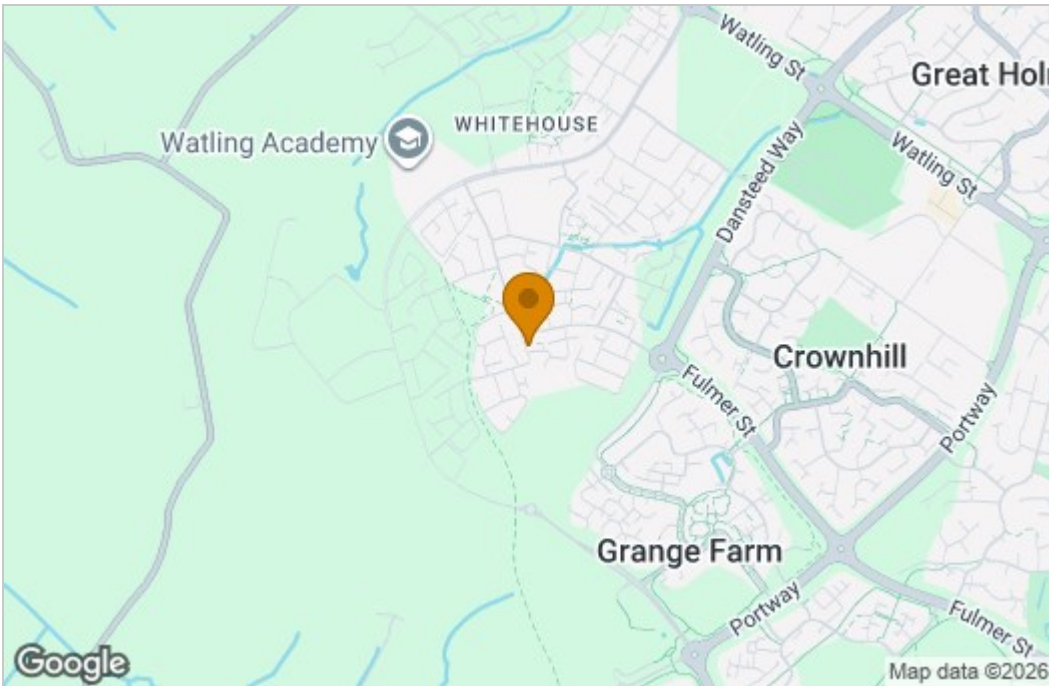 Watling St
Great Hol
Watling Academy
WHITEHOUSE
Watling St
Dansteed Way
Crownhill
Fulmer St
Portway
Grange Farm
Portway
Fulmer St
Google
Map data ©2026